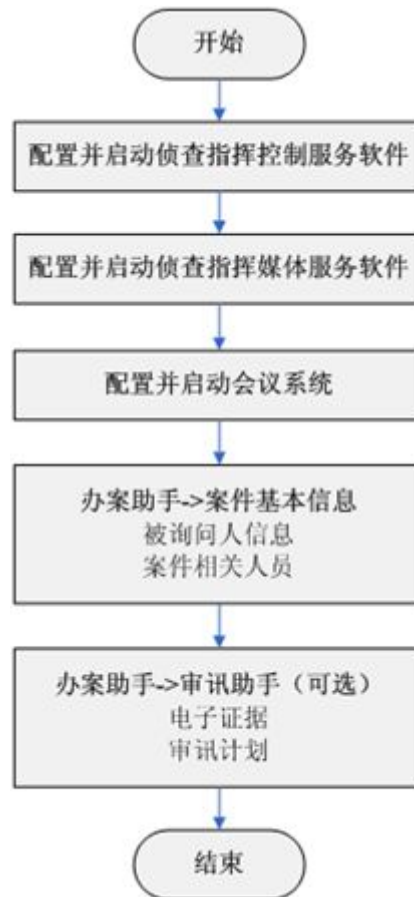 开始
配置并启动侦查指挥控制服务软件
配置并启动侦查指挥媒体服务软件
配置并启动会议系统
办案助手->案件基本信息
被询问人信息
案件相关人员
办案助手->审讯助手（可选）
电子证据
审讯计划
结束